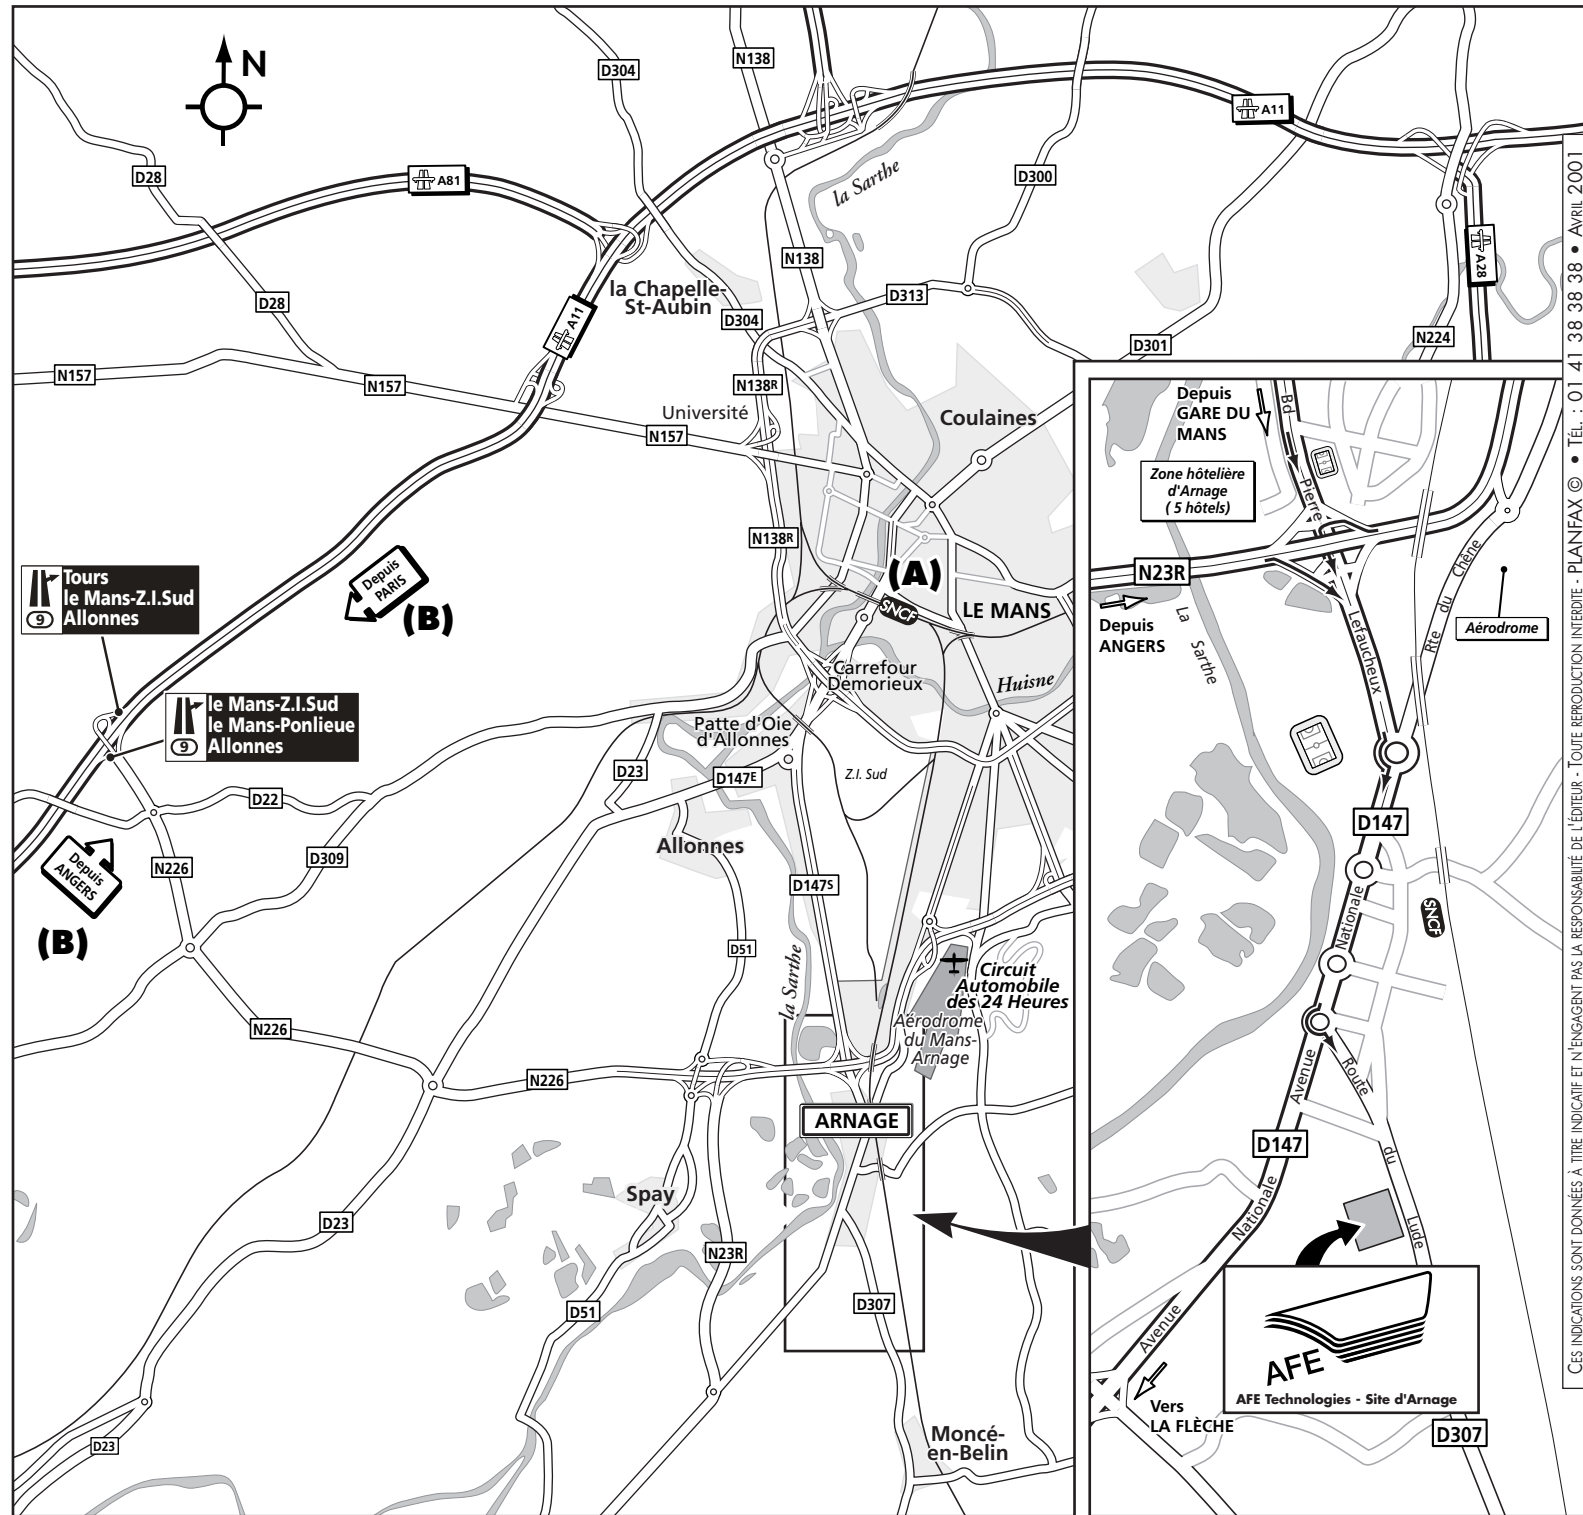 N
D304
N138
A11
D28
A81
la Sarthe
D300
N138
A28
D28
la Chapelle-
St-Aubin
D313
A11
D304
D301
N224
N157
N157
N138R
Université
N157
Coulaines
N138R
Depuis
PARIS
(B)
(A)
SNCF
LE MANS
Tours
le Mans-Z.I.Sud
Allonnes
9
le Mans-Z.I.Sud
le Mans-Ponlieue
Allonnes
9
Carrefour
Demorieux
Huisne
Patte d'Oie
d'Allonnes
Z.I. Sud
D23
D147E
D22
Allonnes
D309
N226
Depuis
ANGERS
(B)
D147S
D51
la Sarthe
Circuit
Automobile
des 24 Heures
Aérodrome
du Mans-
Arnage
N226
N226
ARNAGE
Spay
D23
N23R
D51
D307
D23
Moncé-
en-Belin
Depuis
GARE DU
MANS
Bd
Pierre
Lefaucheux
Zone hôtelière
d'Arnage
( 5 hôtels)
N23R
Depuis
ANGERS
La Sarthe
Rte du Chêne
Aérodrome
D147
Nationale
SNCF
Avenue
Route
du
Lude
D147
Nationale
Avenue
AFE
AFE Technologies - Site d'Arnage
Vers
LA FLÈCHE
D307
CES INDICATIONS SONT DONNÉES À TITRE INDICATIF ET N'ENGAGENT PAS LA RESPONSABILITÉ DE L'ÉDITEUR - TOUTE REPRODUCTION INTERDITE - PLANIFAX © • TÉL. : 01 41 38 38 38 • AVRIL 2001